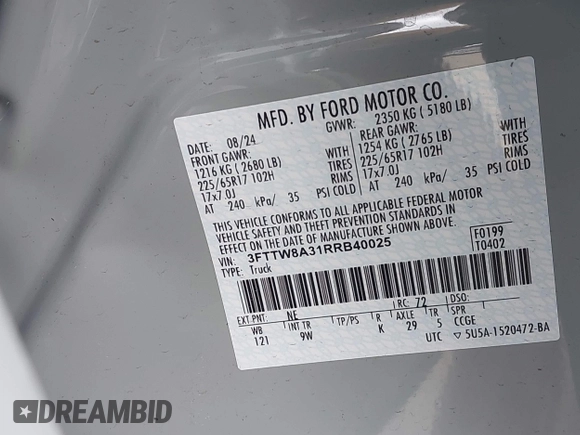 MFD. BY FORD MOTOR CO.
DATE: 08/24 GVWR: 2350 KG ( 5180 LB)
FRONT GAWR: REAR GAWR:
1216 KG ( 2680 LB) WITH 1254 KG ( 2765 LB) WITH
225/65R17 102H TIRES 225/65R17 102H TIRES
17x7.0J RIMS 17x7.0J RIMS
AT 240 kPa/ 35 PSI COLD AT 240 kPa/ 35 PSI COLD
THIS VEHICLE CONFORMS TO ALL APPLICABLE FEDERAL MOTOR
VEHICLE SAFETY AND THEFT PREVENTION STANDARDS IN
EFFECT ON THE DATE OF MANUFACTURE SHOWN ABOVE.
VIN: 3FTTW8A31RRB40025 F0199
TYPE: Truck T0402
EXT PNT: NE RC: 72 DSO:
WB INT TR TP/PS R AXLE TR SPR
121 9W K 29 5 CCGE
UTC ▽ 5U5A-1520472-BA
DREAMBID